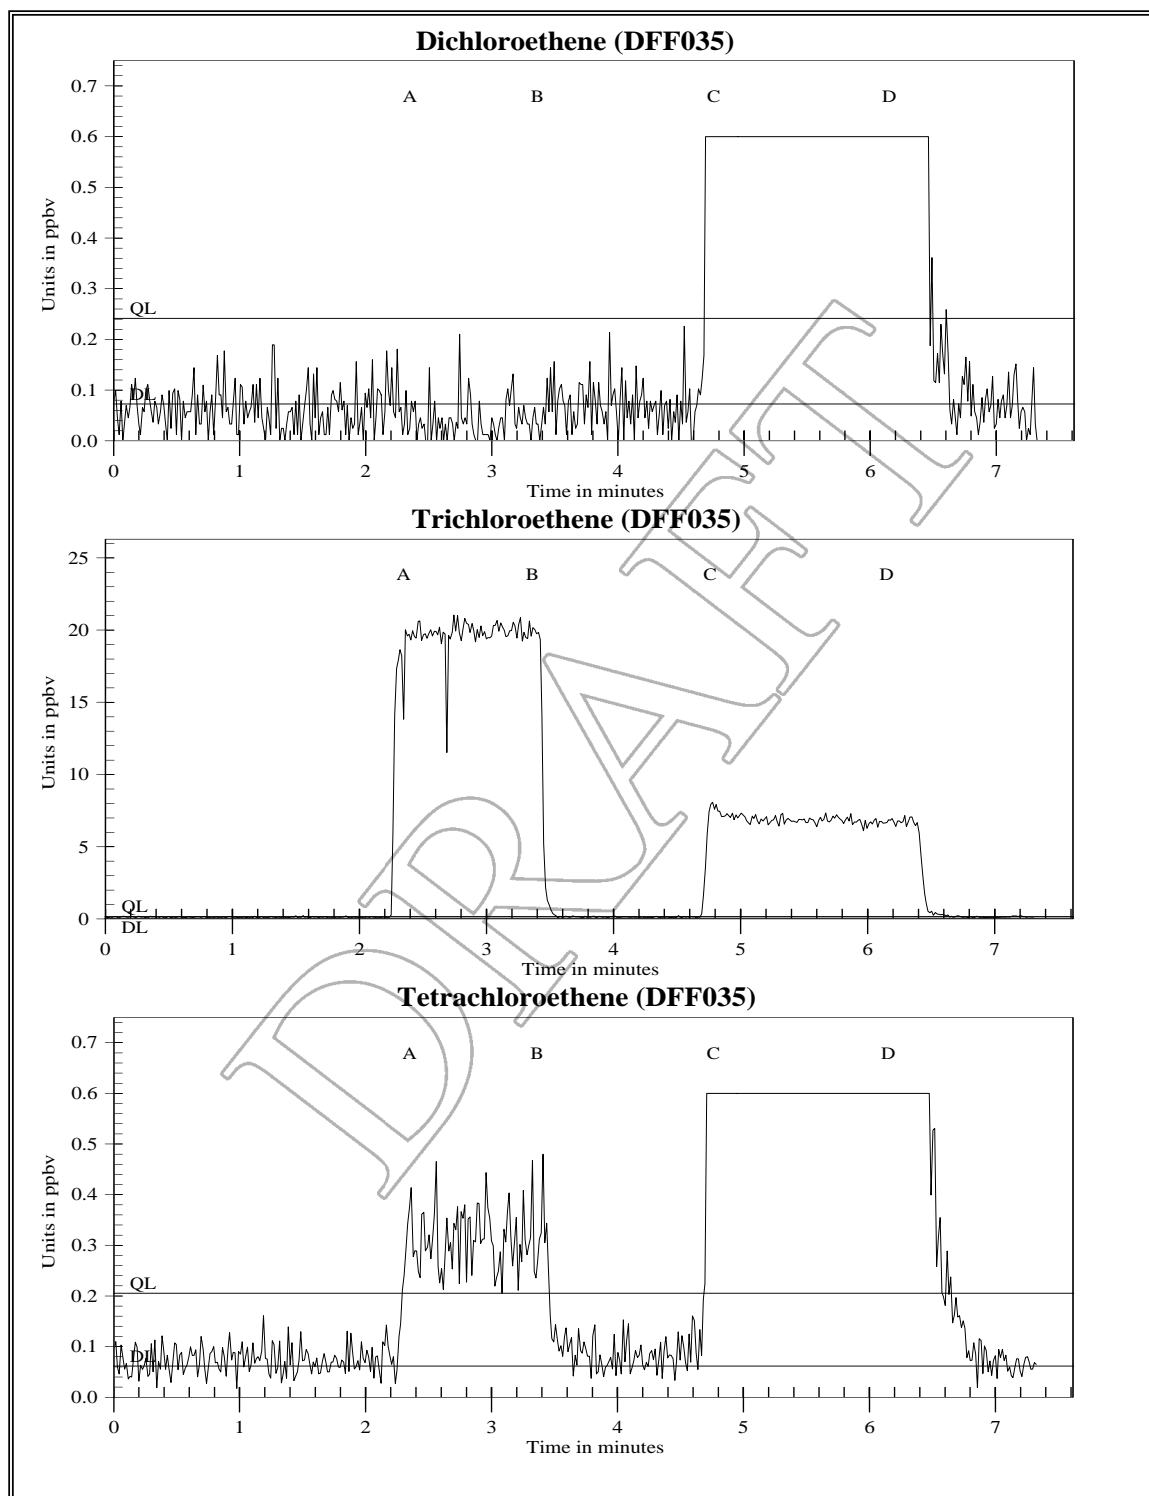 Dichloroethene (DFF035)
A B C D
0.7
0.6
0.5
0.4
0.3
0.2
0.1
0.0
Units in ppbv
QL
DL
0 1 2 3 4 5 6 7
Time in minutes
Trichloroethene (DFF035)
A B C D
25
20
15
10
5
0
Units in ppbv
QL
DL
0 1 2 3 4 5 6 7
Time in minutes
Tetrachloroethene (DFF035)
A B C D
0.7
0.6
0.5
0.4
0.3
0.2
0.1
0.0
Units in ppbv
QL
DL
0 1 2 3 4 5 6 7
Time in minutes
DRAFT